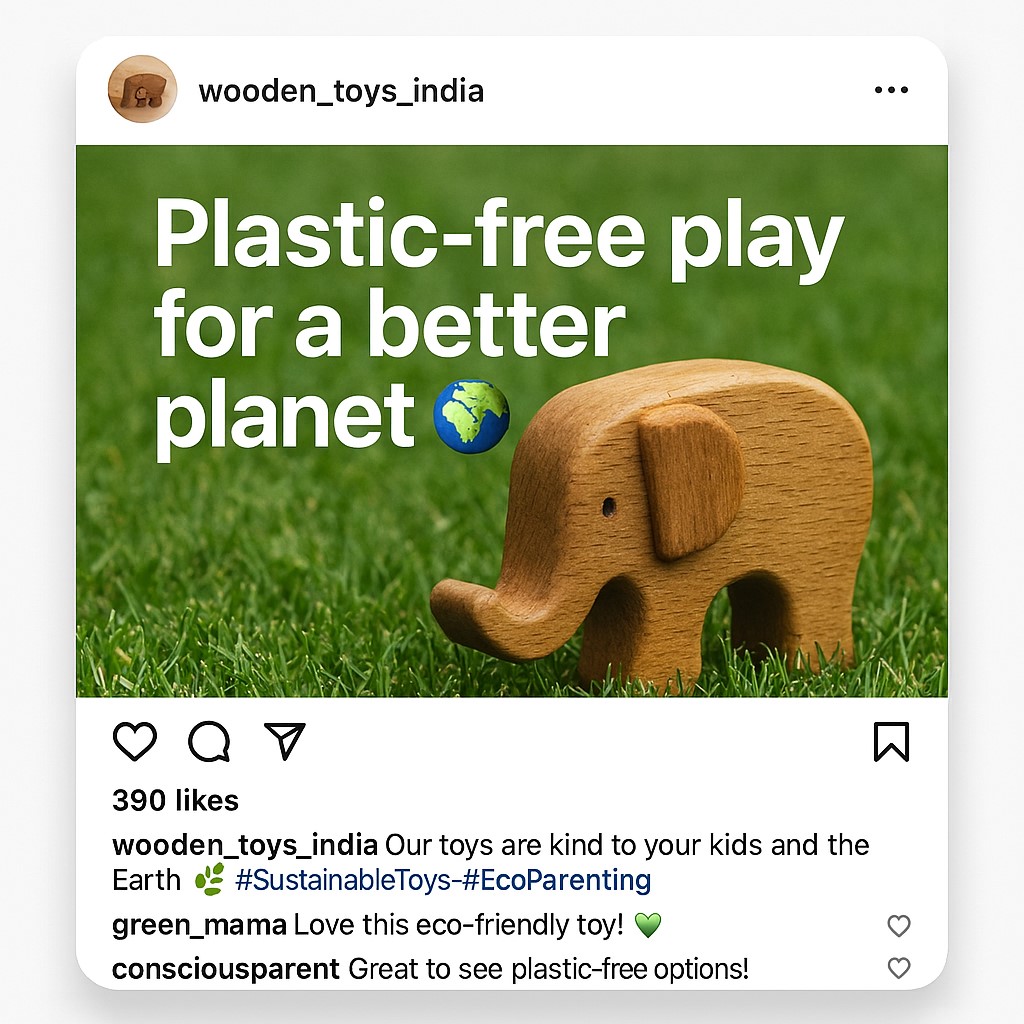 wooden_toys_india
Plastic-free play
for a better
planet 🌍
390 likes
wooden_toys_india Our toys are kind to your kids and the
Earth 🌿 #SustainableToys-#EcoParenting
green_mama Love this eco-friendly toy! 💚
consciousparent Great to see plastic-free options!